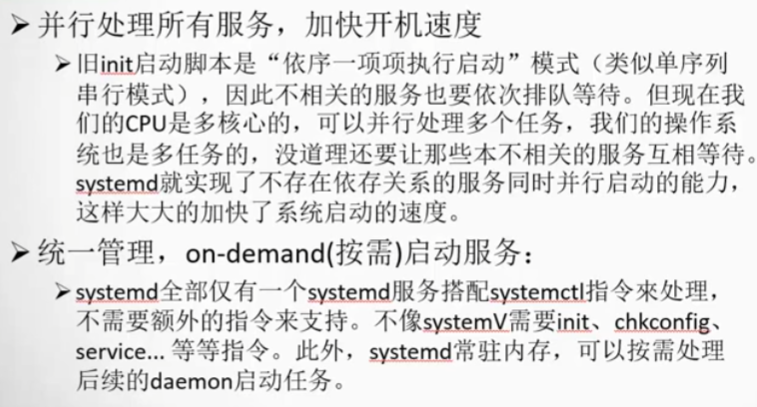 ➢并行处理所有服务，加快开机速度
➢旧init启动脚本是“依序一项项执行启动”模式（类似单序列
串行模式），因此不相关的服务也要依次排队等待。但现在我
们的CPU是多核心的，可以并行处理多个任务，我们的操作系
统也是多任务的，没道理还要让那些本不相关的服务互相等待。
systemd就实现了不存在依存关系的服务同时并行启动的能力，
这样大大的加快了系统启动的速度。
➢统一管理，on-demand(按需)启动服务：
➢systemd全部仅有一个systemd服务搭配systemctl指令來处理，
不需要额外的指令来支持。不像systemV需要init、chkconfig、
service... 等等指令。此外，systemd常驻内存，可以按需处理
后续的daemon启动任务。